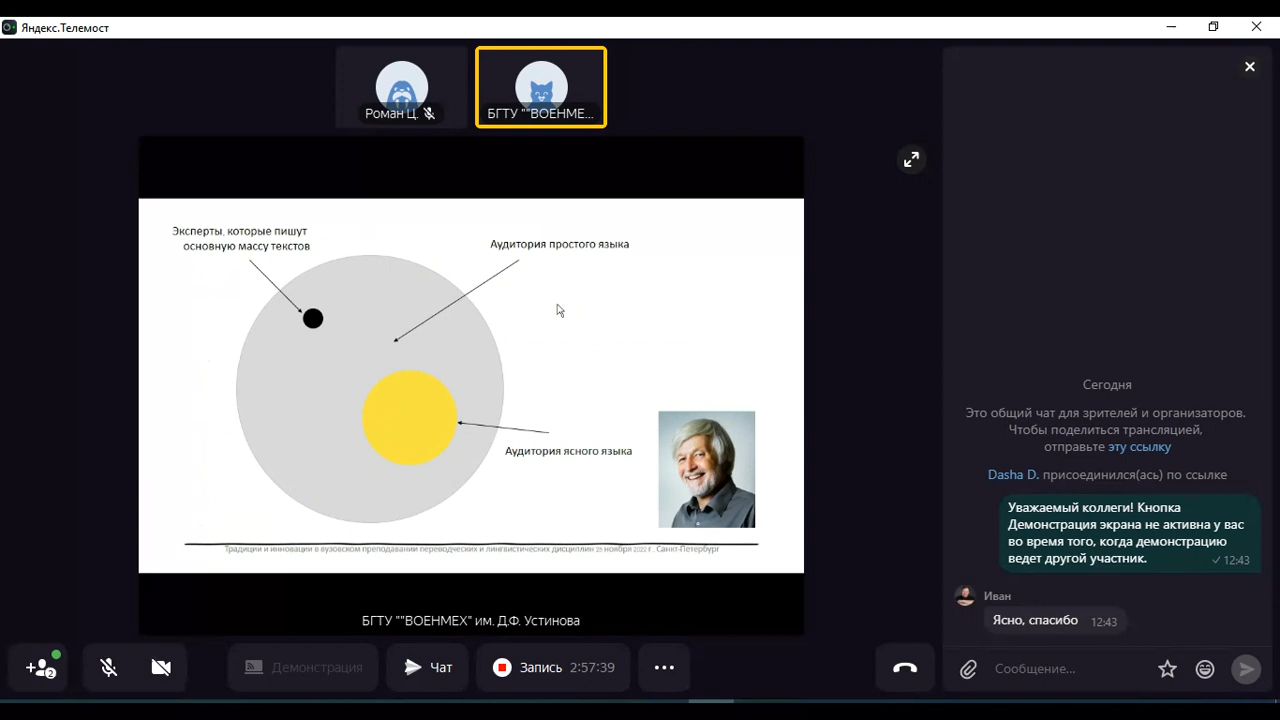 Яндекс.Телемост
Роман Ц.
БГТУ ""ВОЕНМЕ...
Эксперты, которые пишут
основную массу текстов
Аудитория простого языка
Аудитория ясного языка
Традиции и инновации в вузовском преподавании переводческих и лингвистических дисциплин 25 ноября 2022 г. Санкт-Петербург
БГТУ ""ВОЕНМЕХ" им. Д.Ф. Устинова
2
Демонстрация
Чат
Запись 2:57:39
Сегодня
Это общий чат для зрителей и организаторов.
Чтобы поделиться трансляцией,
отправьте эту ссылку
Dasha D. присоединился(ась) по ссылке
Уважаемый коллеги! Кнопка
Демонстрация экрана не активна у вас
во время того, когда демонстрацию
ведет другой участник.
12:43
Иван
Ясно, спасибо 12:43
Сообщение...